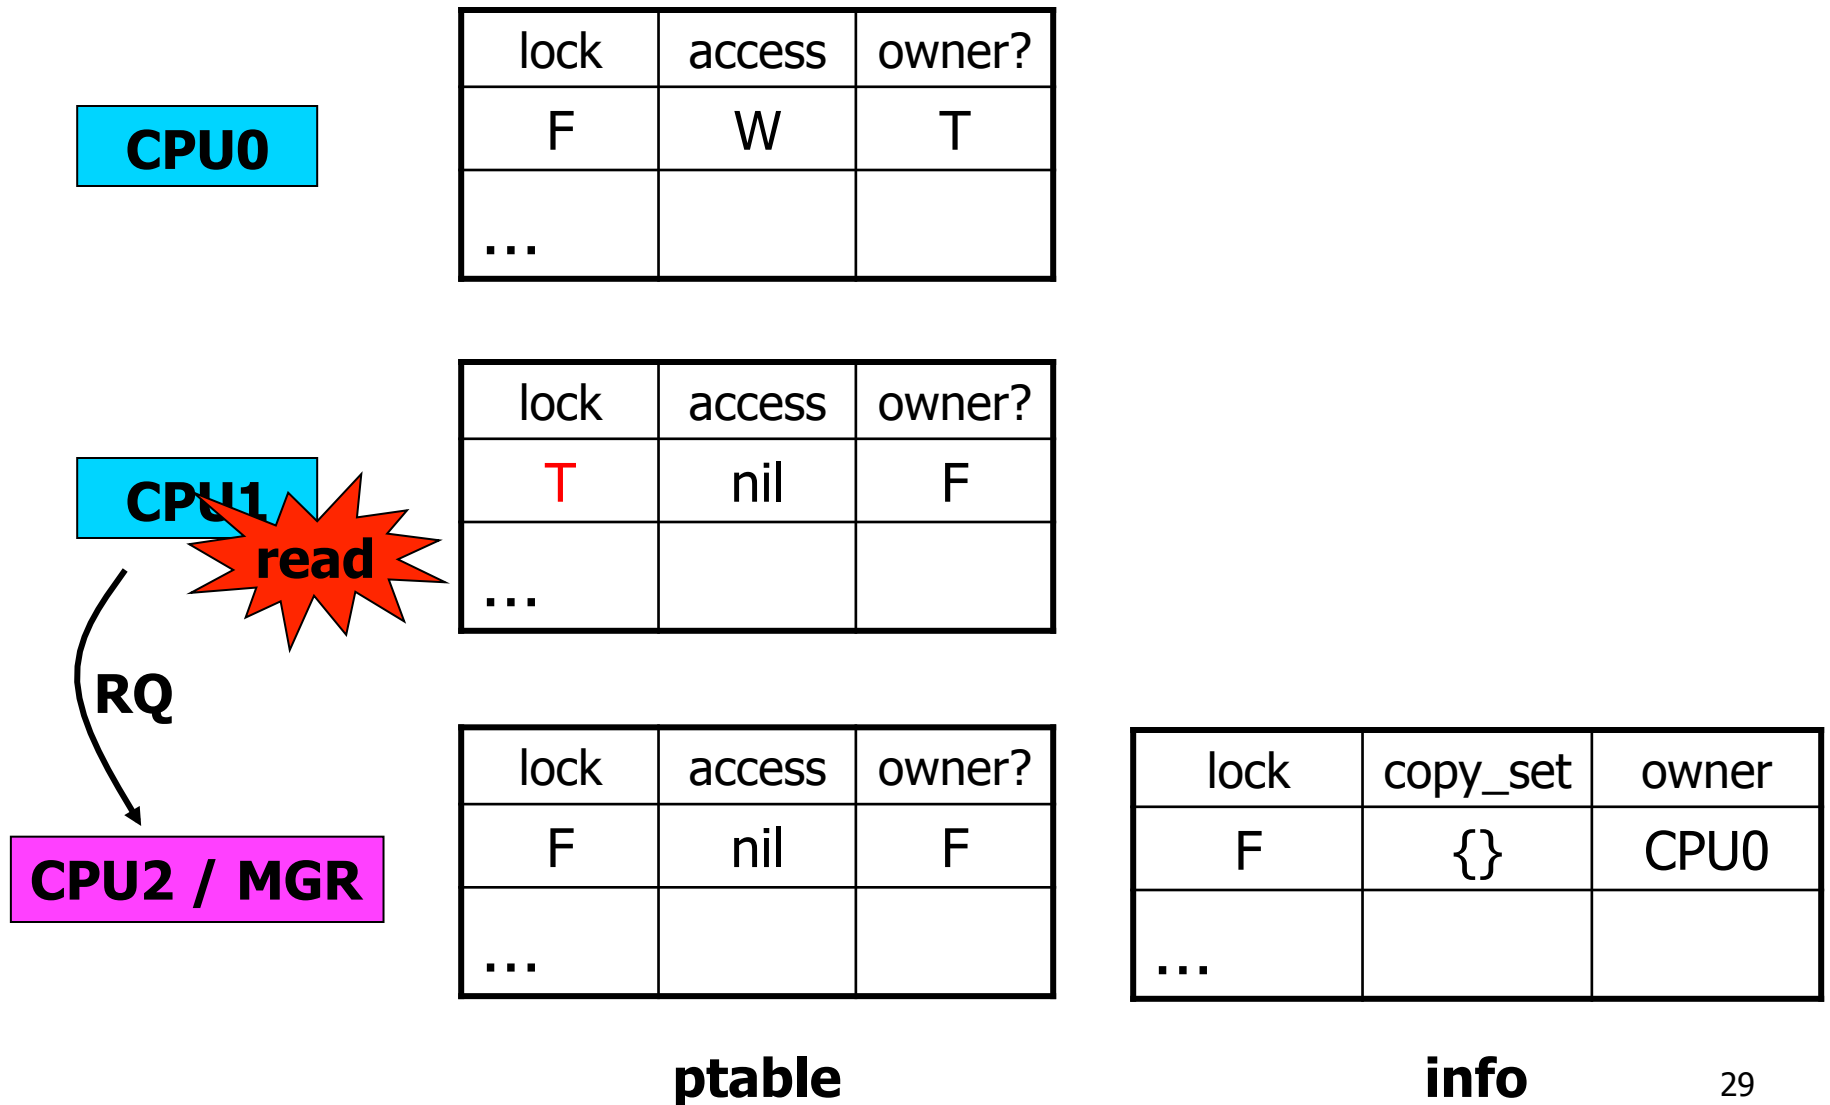 lock access owner?
CPU0 F W T
...
lock access owner?
CPU1 T nil F
read
...
RQ
lock access owner? lock copy_set owner
CPU2 / MGR F nil F F {} CPU0
... ...
ptable info 29